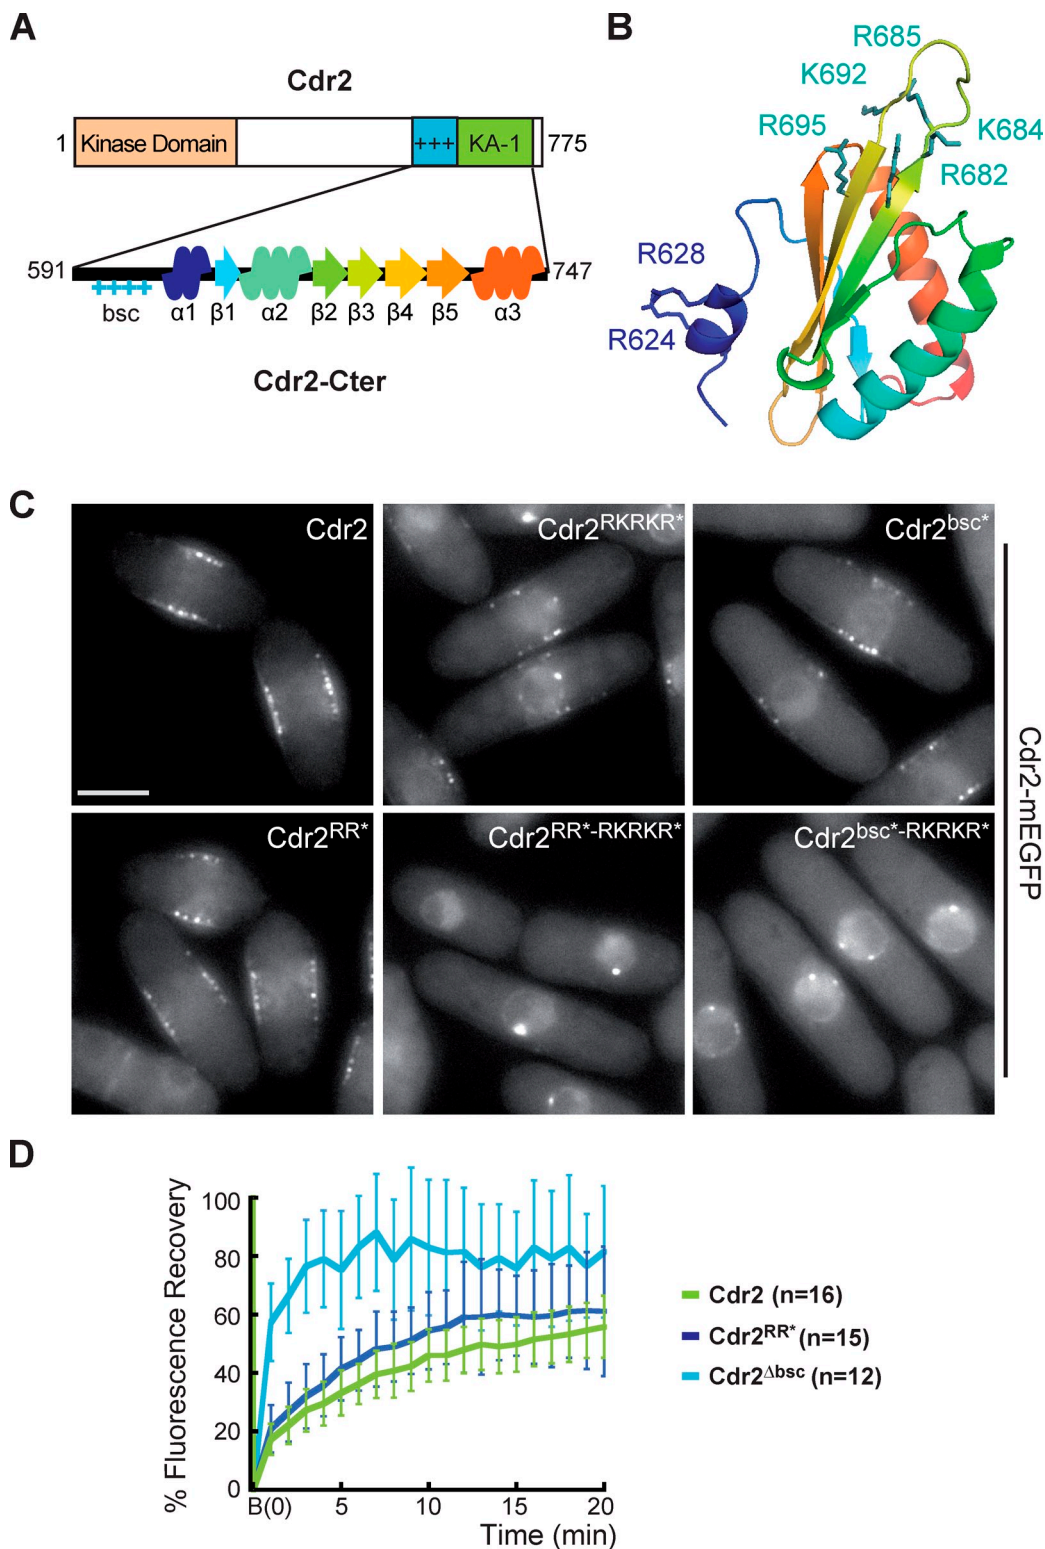 A
Cdr2
1 Kinase Domain +++ KA-1 775
591 747
bsc α1 β1 α2 β2 β3 β4 β5 α3
Cdr2-Cter
B
R685
K692
R695
K684
R682
R628
R624
C
Cdr2
Cdr2RKRKR*
Cdr2bsc*
Cdr2RR*
Cdr2RR*-RKRKR*
Cdr2bsc*-RKRKR*
Cdr2-mEGFP
D
% Fluorescence Recovery
100
80
60
40
20
0
B(0) 5 10 15 20
Time (min)
Cdr2 (n=16)
Cdr2RR* (n=15)
Cdr2Δbsc (n=12)